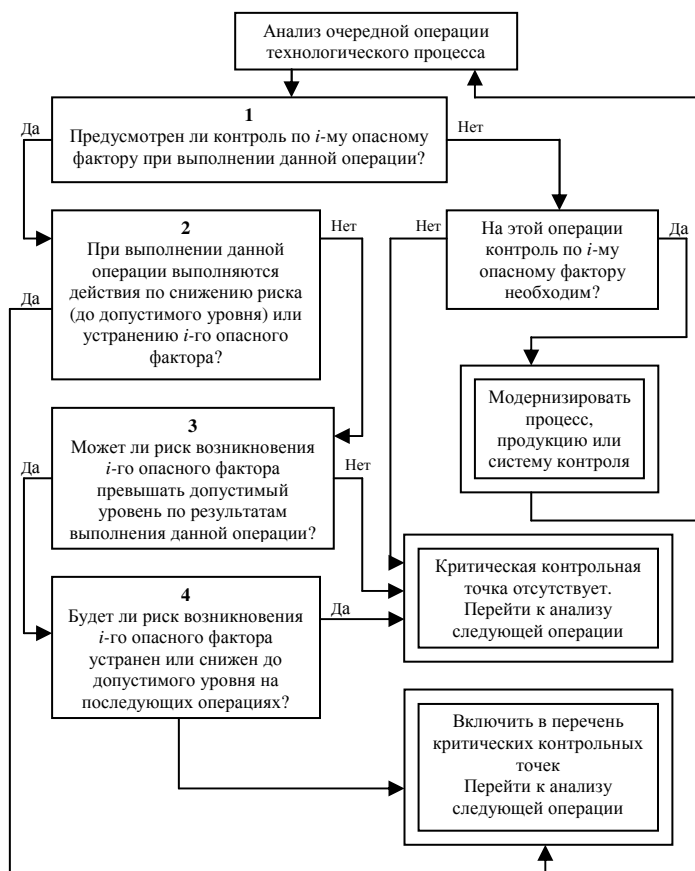 Анализ очередной операции
технологического процесса
1
Да
Предусмотрен ли контроль по i-му опасному
фактору при выполнении данной операции?
Нет
2
При выполнении данной
операции выполняются
действия по снижению риска
(до допустимого уровня) или
устранению i-го опасного
фактора?
Да
Нет
Нет
На этой операции
контроль по i-му
опасному фактору
необходим?
Да
Модернизировать
процесс,
продукцию или
систему контроля
3
Может ли риск возникновения
i-го опасного фактора
превышать допустимый
уровень по результатам
выполнения данной операции?
Да
Нет
Критическая контрольная
точка отсутствует.
Перейти к анализу
следующей операции
4
Будет ли риск возникновения
i-го опасного фактора
устранен или снижен до
допустимого уровня на
последующих операциях?
Да
Включить в перечень
критических контрольных
точек
Перейти к анализу
следующей операции